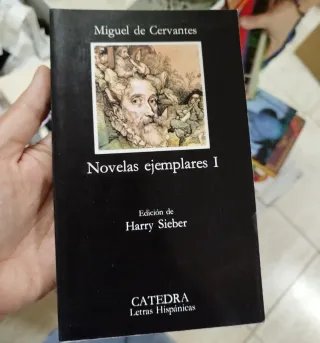 Miguel de Cervantes
Novelas ejemplares I
Edición de
Harry Sieber
CATEDRA
Letras Hispánicas